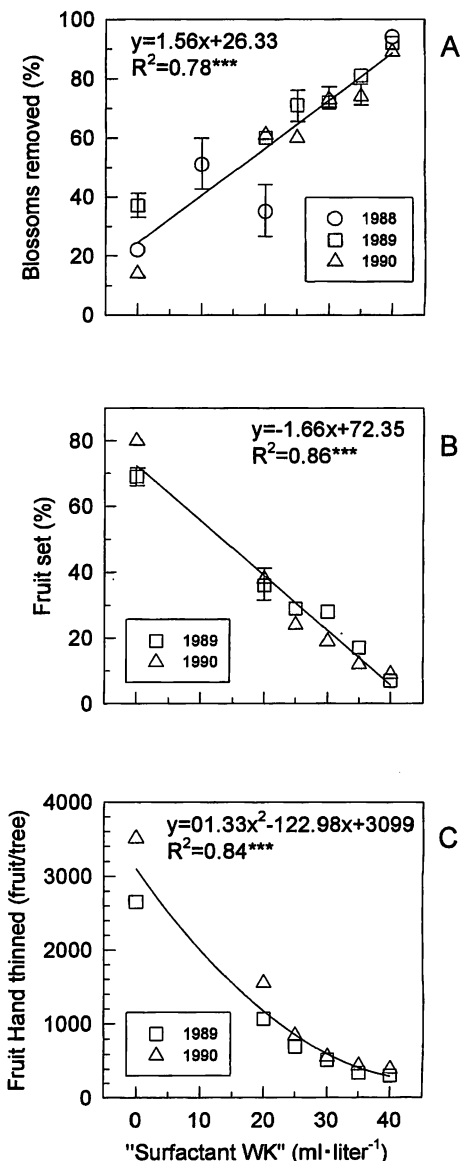 A
y=1.56x+26.33
R²=0.78***
Blossoms removed (%)
100
80
60
40
20
0
1988
1989
1990
B
y=-1.66x+72.35
R²=0.86***
Fruit set (%)
80
60
40
20
0
1989
1990
C
y=01.33x²-122.98x+3099
R²=0.84***
Fruit Hand thinned (fruit/tree)
4000
3000
2000
1000
0
1989
1990
0 10 20 30 40
"Surfactant WK" (ml·liter⁻¹)